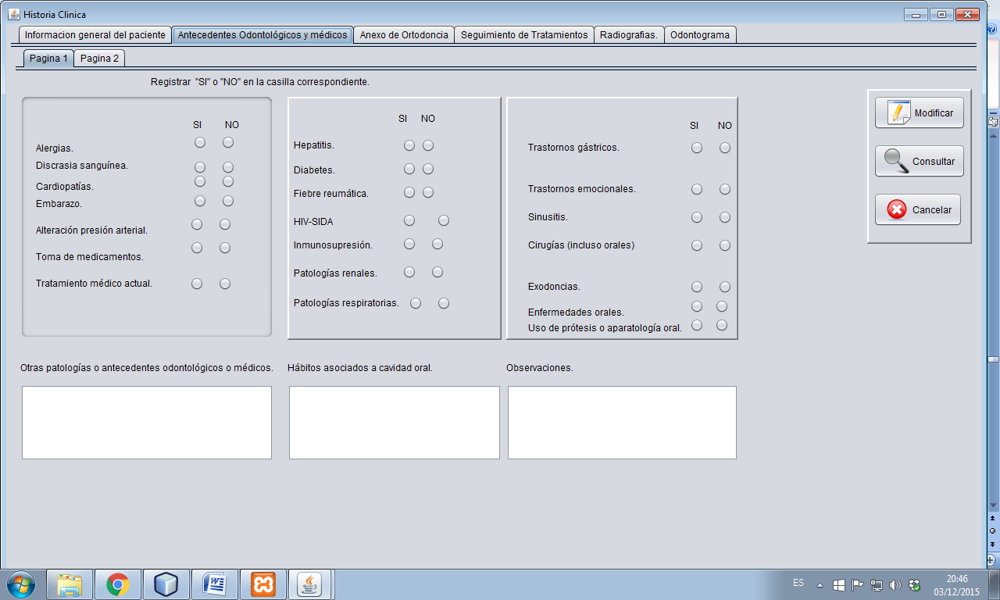 Historia Clinica
Informacion general del paciente Antecedentes Odontológicos y médicos Anexo de Ortodoncia Seguimiento de Tratamientos Radiografias. Odontograma
Pagina 1 Pagina 2
Registrar "SI" o "NO" en la casilla correspondiente.
SI NO
Alergias.
Discrasia sanguínea.
Cardiopatías.
Embarazo.
Alteración presión arterial.
Toma de medicamentos.
Tratamiento médico actual.
SI NO
Hepatitis.
Diabetes.
Fiebre reumática.
HIV-SIDA
Inmunosupresión.
Patologías renales.
Patologías respiratorias.
SI NO
Trastornos gástricos.
Trastornos emocionales.
Sinusitis.
Cirugías (incluso orales)
Exodoncias.
Enfermedades orales.
Uso de prótesis o aparatología oral.
Modificar
Consultar
Cancelar
Otras patologías o antecedentes odontológicos o médicos. Hábitos asociados a cavidad oral. Observaciones.
ES
20:46
03/12/2015